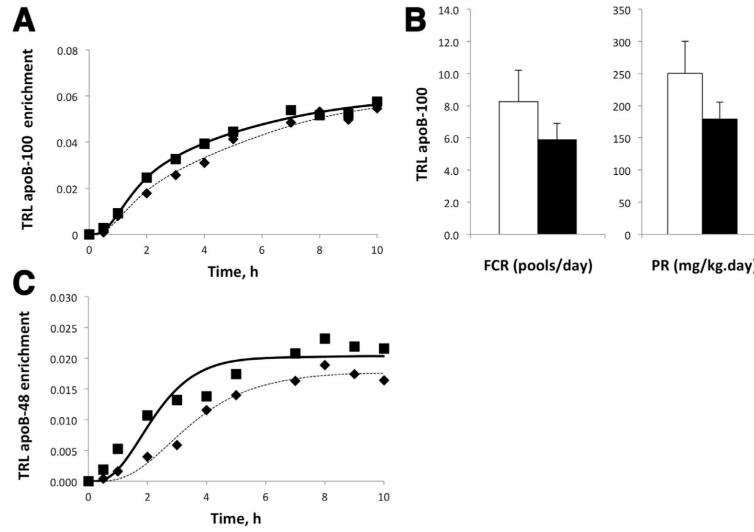 A
TRL apoB-100 enrichment
0.08
0.06
0.04
0.02
0
0 2 4 6 8 10
Time, h
B
TRL apoB-100
14.0
12.0
10.0
8.0
6.0
4.0
2.0
0.0
FCR (pools/day)
350
300
250
200
150
100
50
0
PR (mg/kg.day)
C
TRL apoB-48 enrichment
0.030
0.025
0.020
0.015
0.010
0.005
0.000
0 2 4 6 8 10
Time, h